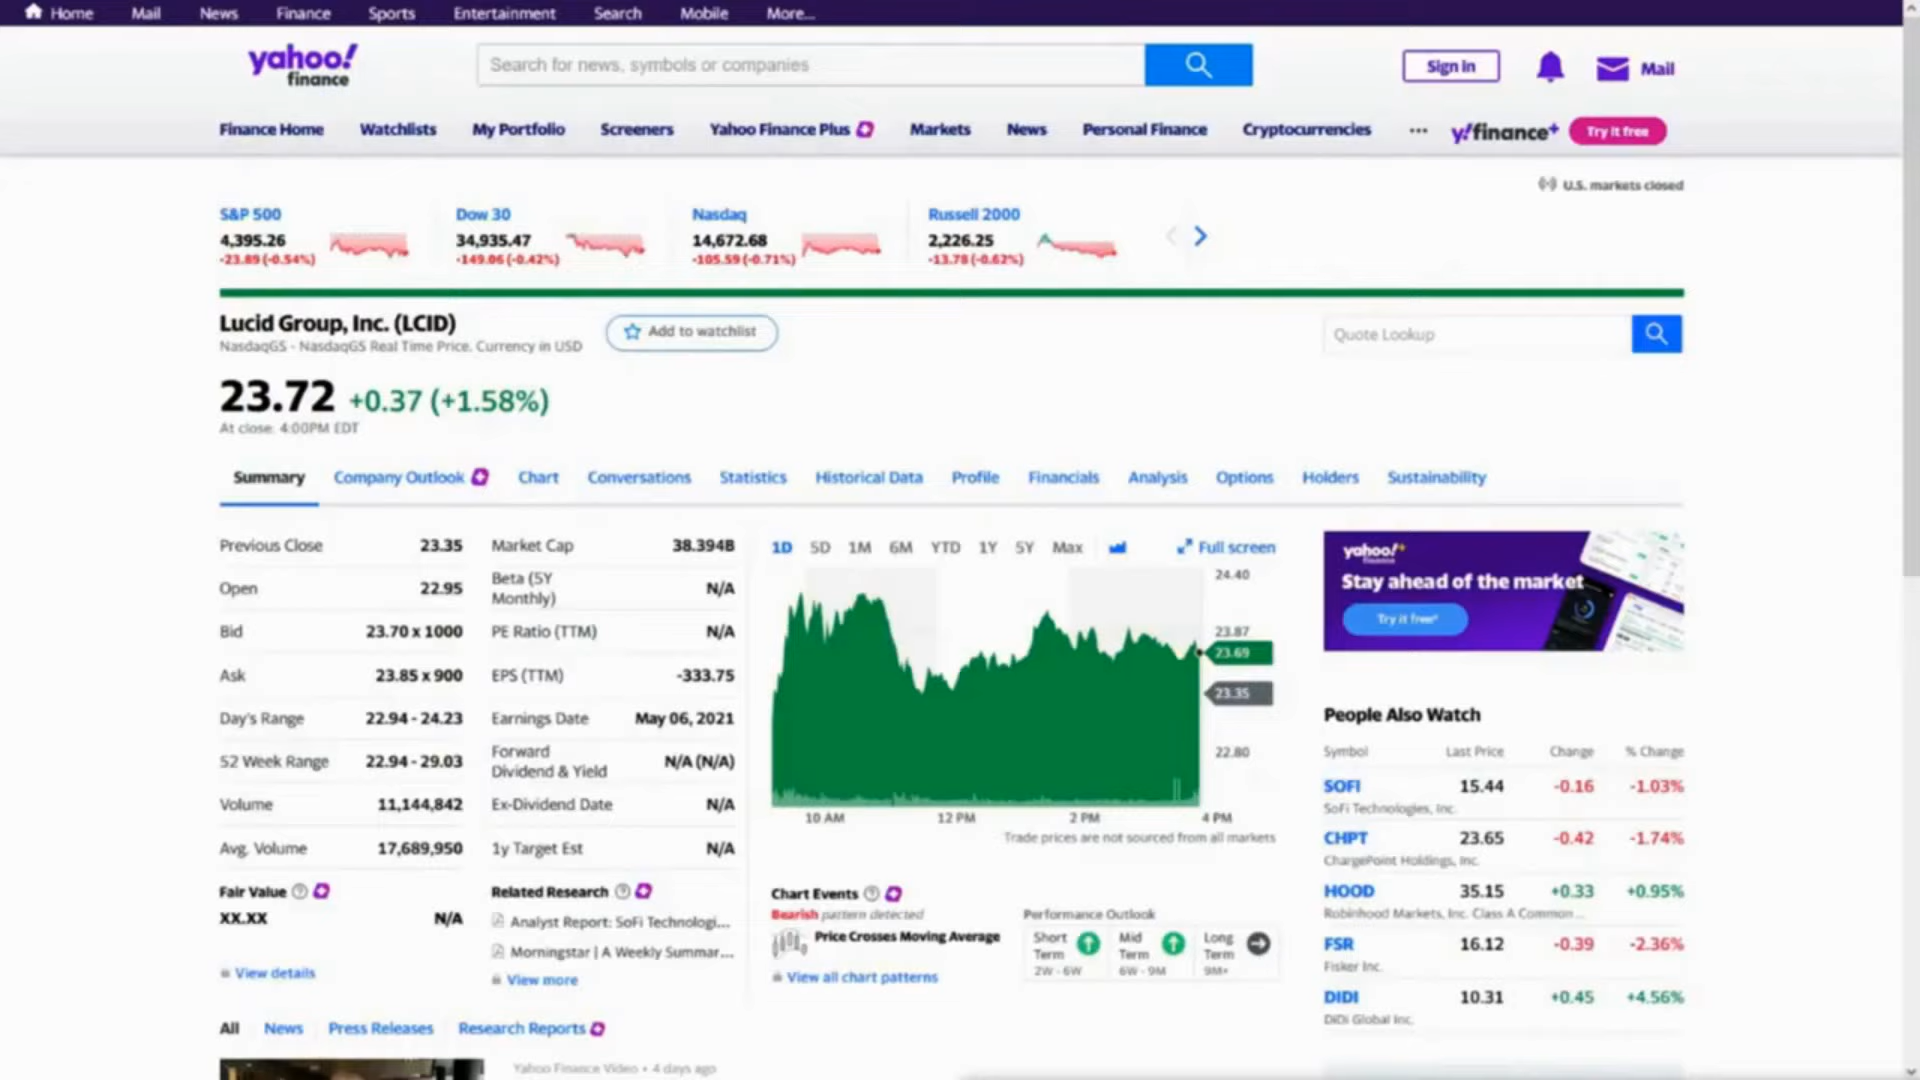 Home Mail News Finance Sports Entertainment Search Mobile More...
yahoo!
finance
Search for news, symbols or companies
Sign in
Mail
Finance Home Watchlists My Portfolio Screeners Yahoo Finance Plus Markets News Personal Finance Cryptocurrencies ... y!finance+ Try it free
U.S. markets closed
S&P 500 Dow 30 Nasdaq Russell 2000
4,395.26 34,935.47 14,672.68 2,226.25
-23.89 (-0.54%) -149.06 (-0.42%) -105.59 (-0.71%) -13.78 (-0.62%)
Lucid Group, Inc. (LCID)
NasdaqGS - NasdaqGS Real Time Price. Currency in USD
Add to watchlist
Quote Lookup
23.72 +0.37 (+1.58%)
At close: 4:00PM EDT
Summary Company Outlook Chart Conversations Statistics Historical Data Profile Financials Analysis Options Holders Sustainability
Previous Close 23.35
Open 22.95
Bid 23.70 x 1000
Ask 23.85 x 900
Day's Range 22.94 - 24.23
52 Week Range 22.94 - 29.03
Volume 11,144,842
Avg. Volume 17,689,950
Fair Value
XX.XX N/A
View details
Market Cap 38.394B
Beta (5Y
Monthly) N/A
PE Ratio (TTM) N/A
EPS (TTM) -333.75
Earnings Date May 06, 2021
Forward
Dividend & Yield N/A (N/A)
Ex-Dividend Date N/A
1y Target Est N/A
Related Research
Analyst Report: SoFi Technologi...
Morningstar | A Weekly Summar...
View more
1D 5D 1M 6M YTD 1Y 5Y Max Full screen
24.40
23.87
23.69
23.35
22.80
10 AM 12 PM 2 PM 4 PM
Trade prices are not sourced from all markets
Chart Events
Bearish pattern detected
Price Crosses Moving Average
View all chart patterns
Performance Outlook
Short
Term
2W - 6W
Mid
Term
6W - 9M
Long
Term
9M+
yahoo!+
finance
Stay ahead of the market
Try it free*
People Also Watch
Symbol Last Price Change % Change
SOFI 15.44 -0.16 -1.03%
SoFi Technologies, Inc.
CHPT 23.65 -0.42 -1.74%
ChargePoint Holdings, Inc.
HOOD 35.15 +0.33 +0.95%
Robinhood Markets, Inc. Class A Common ...
FSR 16.12 -0.39 -2.36%
Fisker Inc.
DIDI 10.31 +0.45 +4.56%
DiDi Global Inc.
All News Press Releases Research Reports
Yahoo Finance Video • 4 days ago